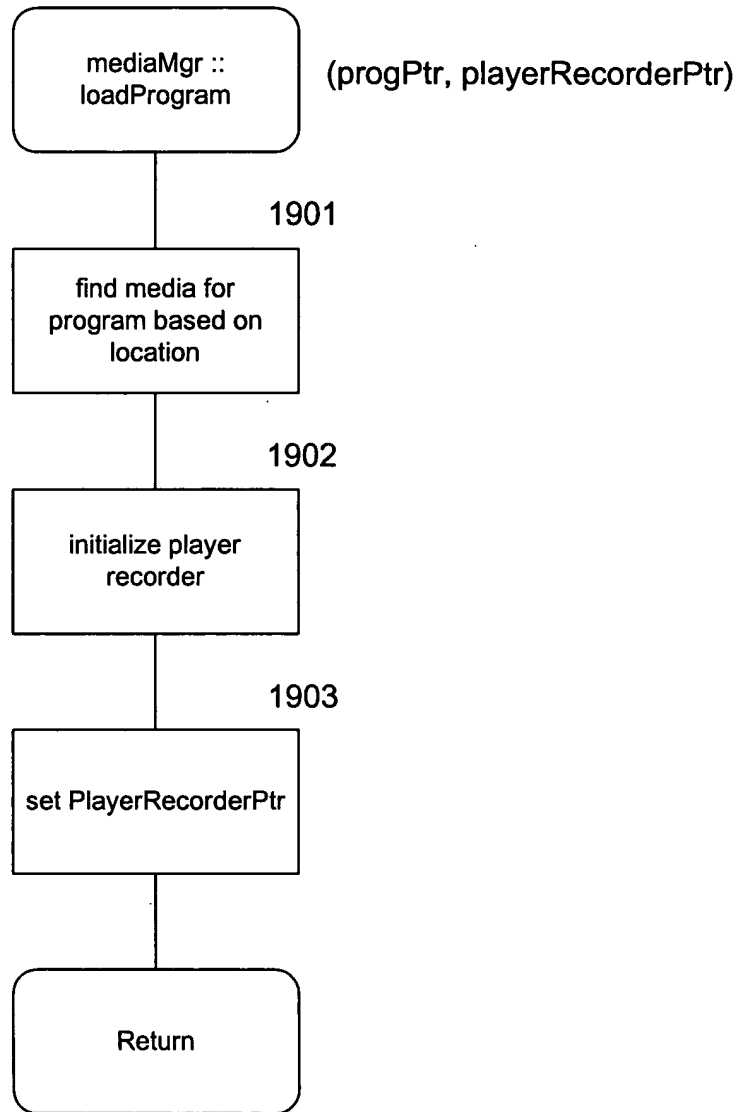 mediaMgr ::
loadProgram
(progPtr, playerRecorderPtr)
1901
find media for
program based on
location
1902
initialize player
recorder
1903
set PlayerRecorderPtr
Return